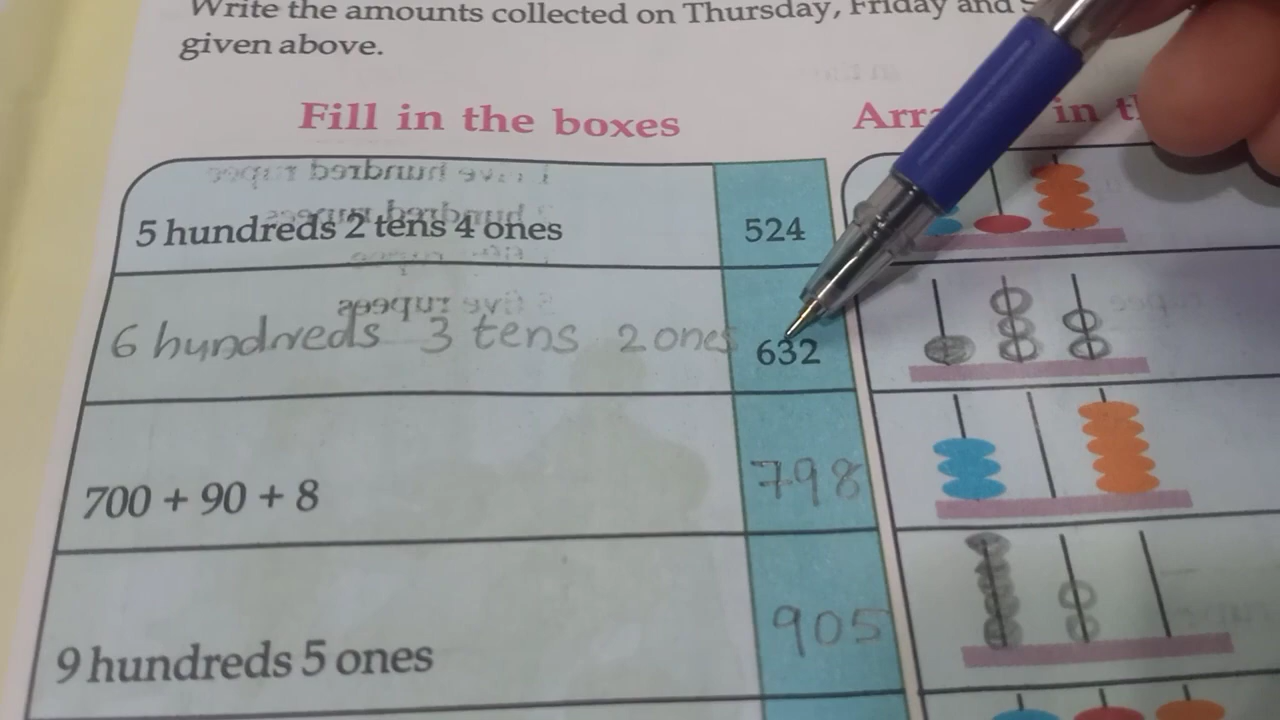 Write the amounts collected on Thursday, Friday and
given above.
Fill in the boxes
in
5 hundreds 2 tens 4 ones 524
6 hundreds 3 tens 2 ones 632
700 + 90 + 8 798
9 hundreds 5 ones 905